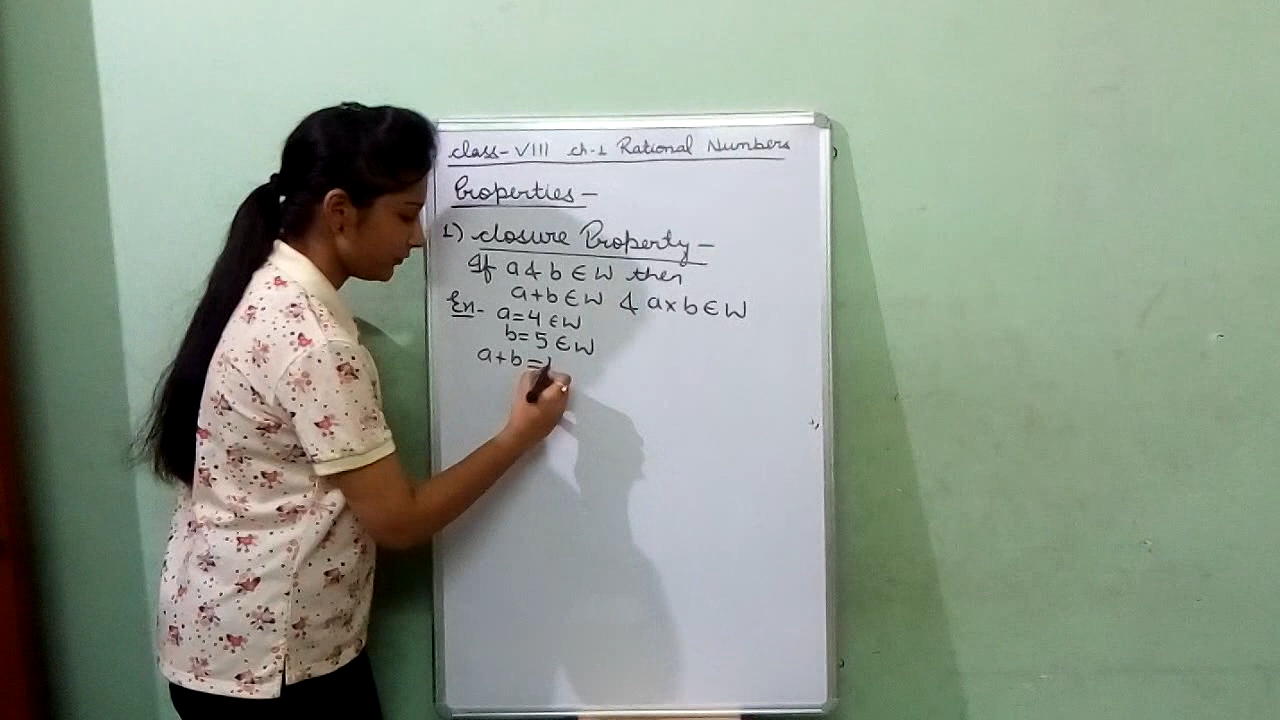 Class-VIII ch-1 Rational Numbers
Properties-
1) Closure Property-
If a & b ∈ W then
a+b ∈ W & a×b ∈ W
Ex- a=4 ∈ W
b=5 ∈ W
a+b =